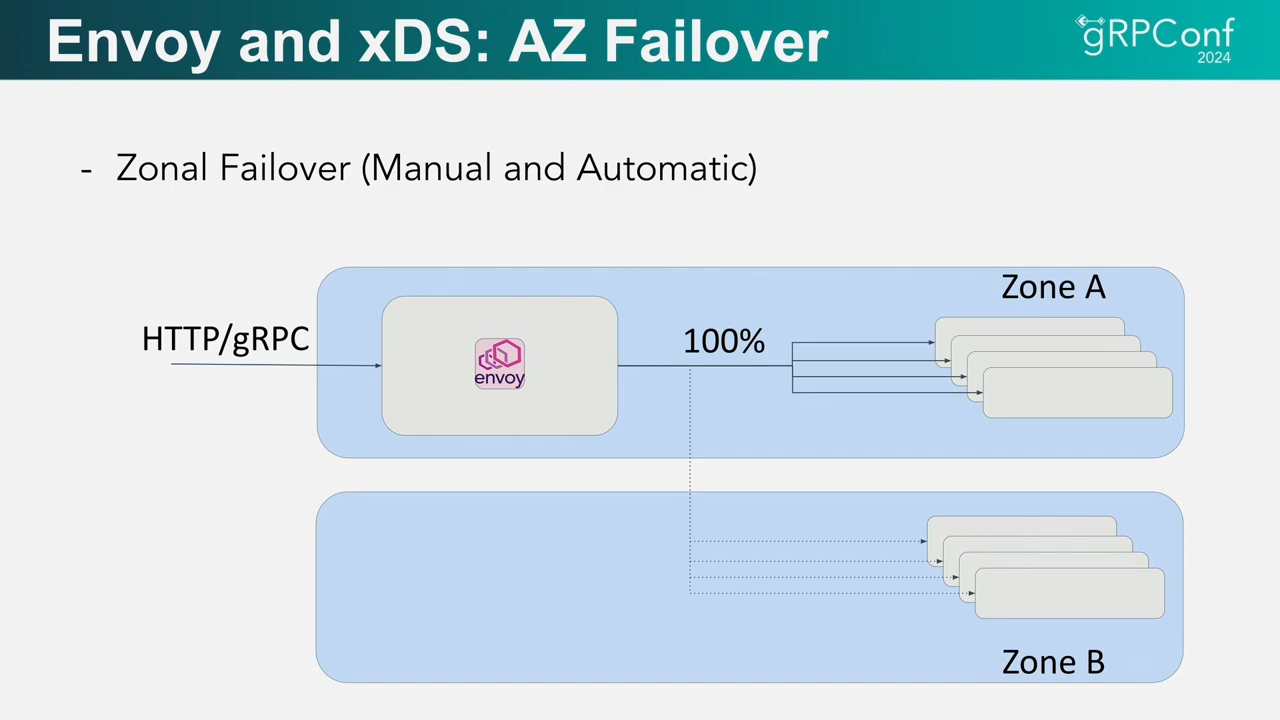 Envoy and xDS: AZ Failover
gRPConf
2024
- Zonal Failover (Manual and Automatic)
Zone A
HTTP/gRPC
100%
envoy
Zone B